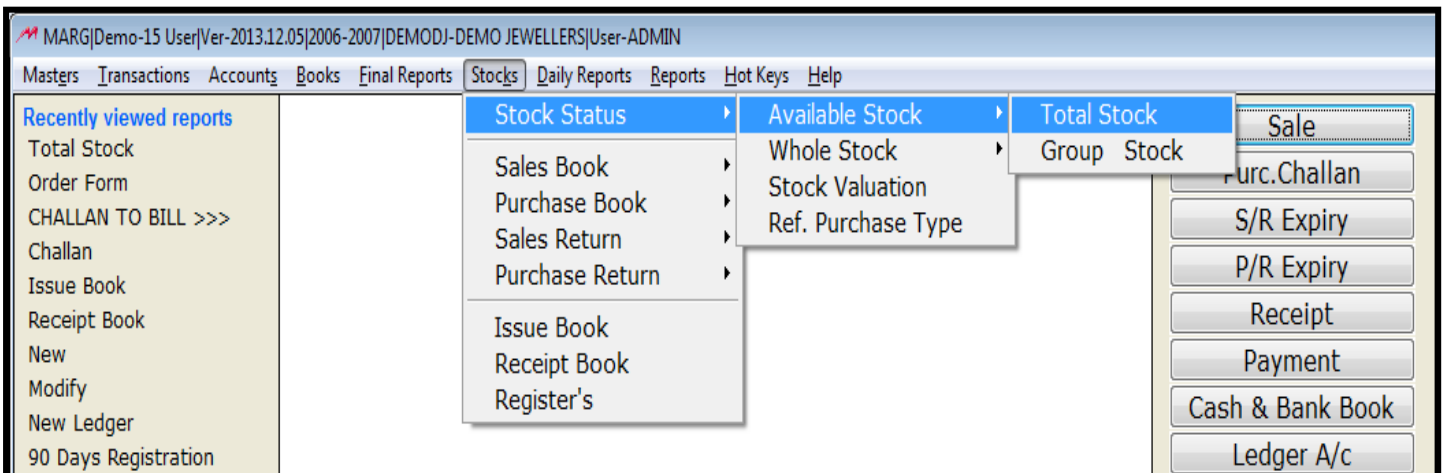 MARG|Demo-15 User|Ver-2013.12.05|2006-2007|DEMODJ-DEMO JEWELLERS|User-ADMIN
Masters Transactions Accounts Books Final Reports Stocks Daily Reports Reports Hot Keys Help
Recently viewed reports
Total Stock
Order Form
CHALLAN TO BILL >>>
Challan
Issue Book
Receipt Book
New
Modify
New Ledger
90 Days Registration
Stock Status
Sales Book
Purchase Book
Sales Return
Purchase Return
Issue Book
Receipt Book
Register's
Available Stock
Whole Stock
Stock Valuation
Ref. Purchase Type
Total Stock
Group Stock
Sale
Purc.Challan
S/R Expiry
P/R Expiry
Receipt
Payment
Cash & Bank Book
Ledger A/c